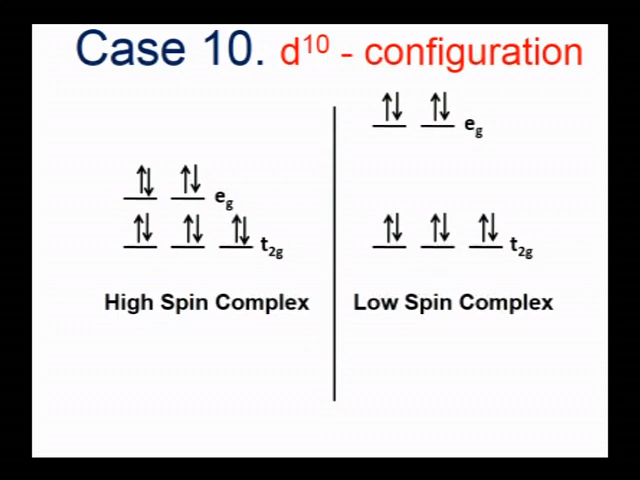 Case 10. d¹⁰ - configuration
e_g
e_g
t_2g
t_2g
High Spin Complex
Low Spin Complex